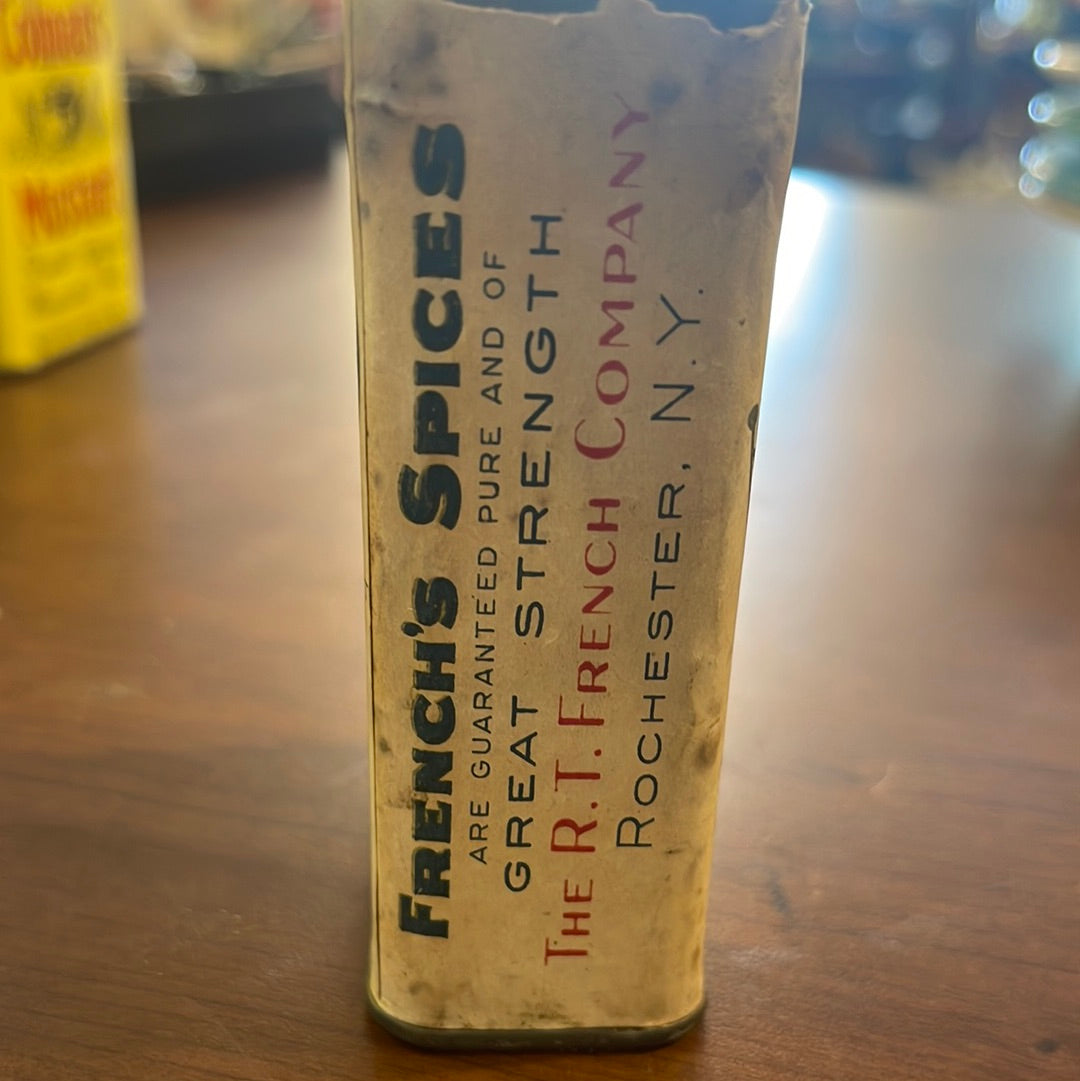 FRENCH'S SPICES
ARE GUARANTEED PURE AND OF
GREAT STRENGTH
THE R.T. FRENCH COMPANY
ROCHESTER, N.Y.